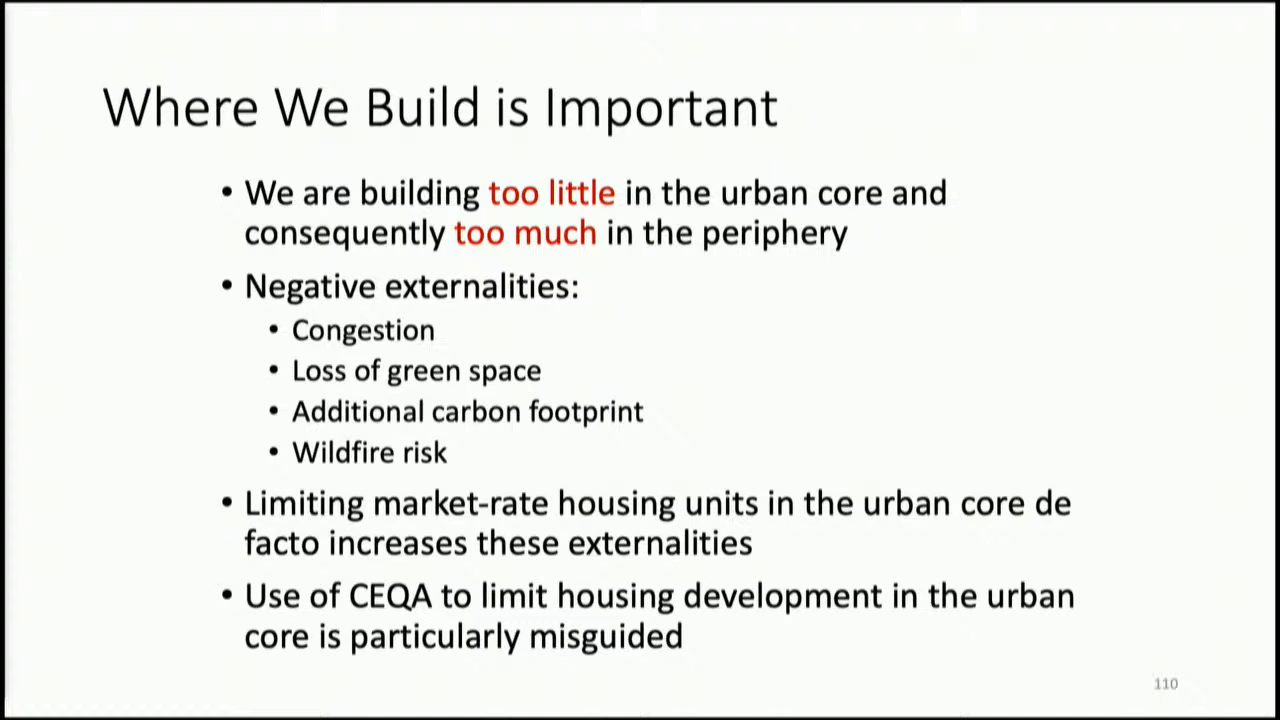 Where We Build is Important
• We are building too little in the urban core and
consequently too much in the periphery
• Negative externalities:
• Congestion
• Loss of green space
• Additional carbon footprint
• Wildfire risk
• Limiting market-rate housing units in the urban core de
facto increases these externalities
• Use of CEQA to limit housing development in the urban
core is particularly misguided
110